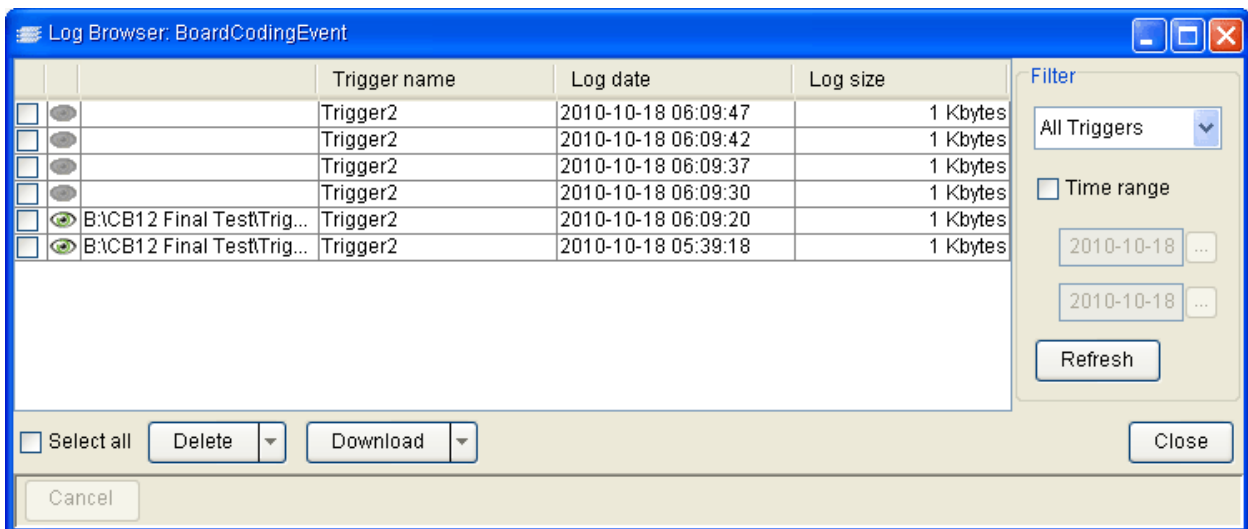 Log Browser: BoardCodingEvent
Trigger name Log date Log size
Trigger2 2010-10-18 06:09:47 1 Kbytes
Trigger2 2010-10-18 06:09:42 1 Kbytes
Trigger2 2010-10-18 06:09:37 1 Kbytes
Trigger2 2010-10-18 06:09:30 1 Kbytes
B:\CB12 Final Test\Trig... Trigger2 2010-10-18 06:09:20 1 Kbytes
B:\CB12 Final Test\Trig... Trigger2 2010-10-18 05:39:18 1 Kbytes
Filter
All Triggers
Time range
2010-10-18 ...
2010-10-18 ...
Refresh
Select all Delete Download Close
Cancel